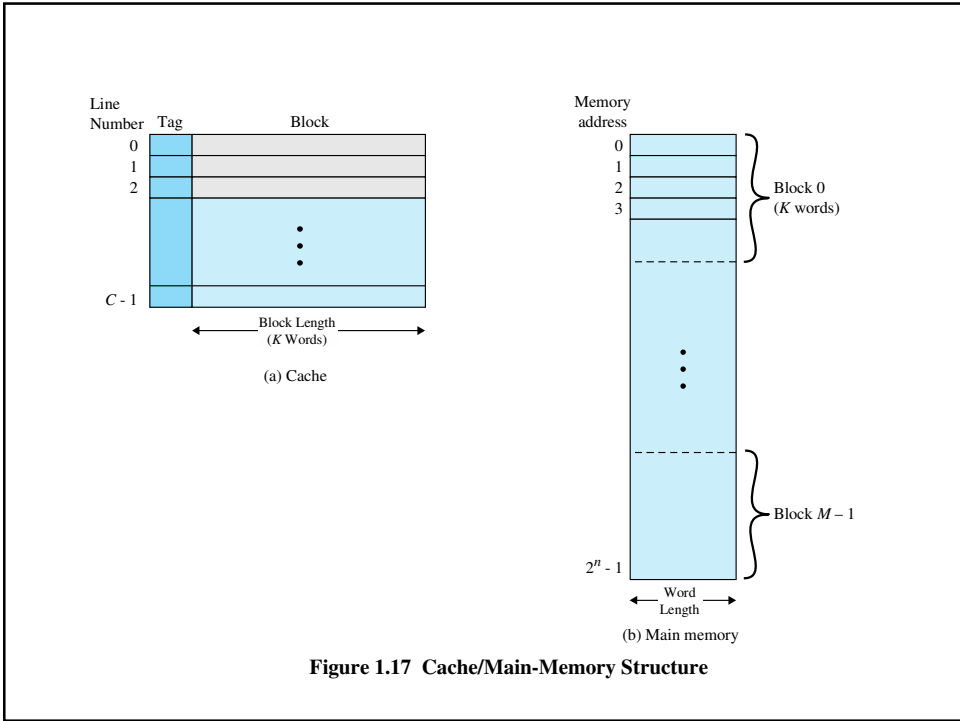 Line
Number Tag Block
0
1
2
C - 1
Block Length
(K Words)
(a) Cache
Memory
address
0
1
2
3
Block 0
(K words)
Block M – 1
2ⁿ - 1
Word
Length
(b) Main memory
Figure 1.17 Cache/Main-Memory Structure